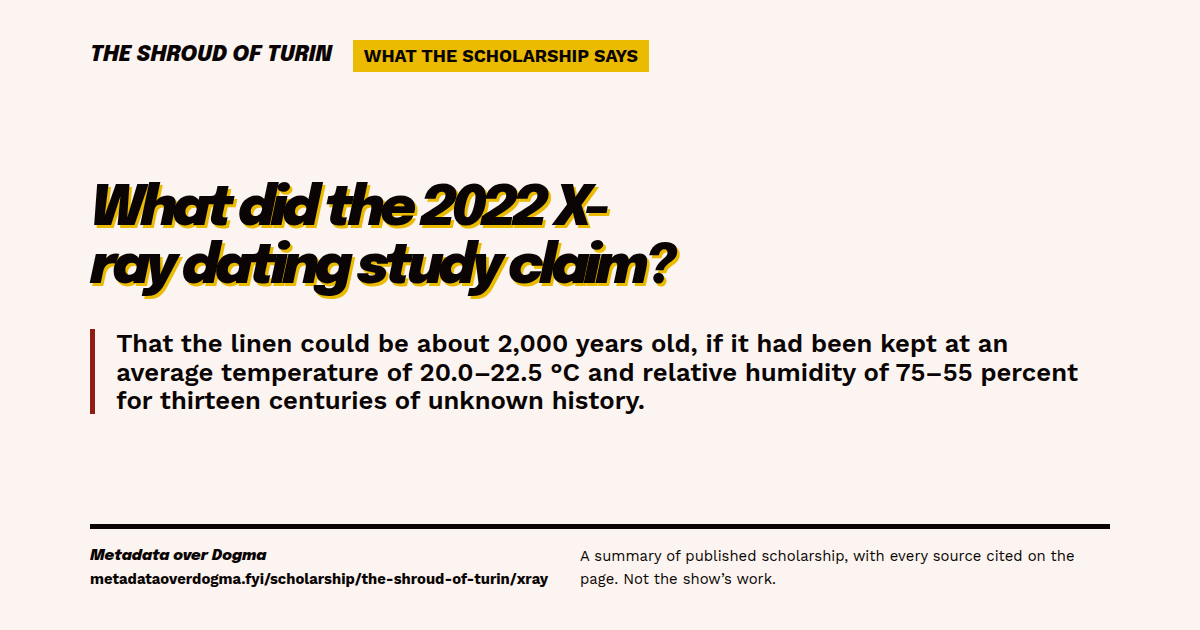 THE SHROUD OF TURIN
WHAT THE SCHOLARSHIP SAYS
What did the 2022 X-
ray dating study claim?
That the linen could be about 2,000 years old, if it had been kept at an
average temperature of 20.0–22.5 ºC and relative humidity of 75–55 percent
for thirteen centuries of unknown history.
Metadata over Dogma
metadataoverdogma.fyi/scholarship/the-shroud-of-turin/xray
A summary of published scholarship, with every source cited on the
page. Not the show’s work.